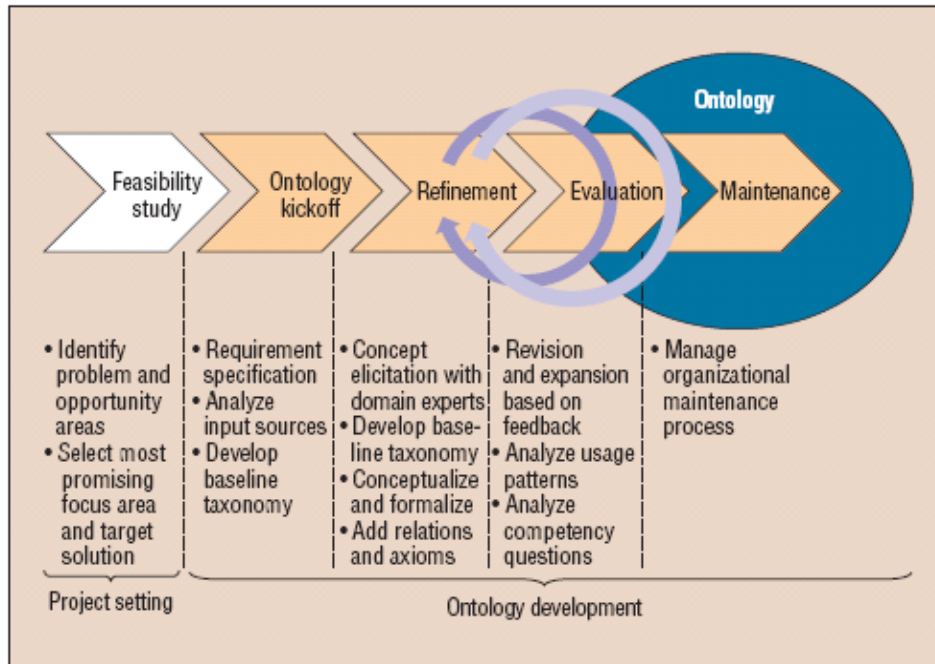 Ontology
Feasibility
study
Ontology
kickoff
Refinement
Evaluation
Maintenance
• Identify
problem and
opportunity
areas
• Select most
promising
focus area
and target
solution
• Requirement
specification
• Analyze
input sources
• Develop
baseline
taxonomy
• Concept
elicitation with
domain experts
• Develop base-
line taxonomy
• Conceptualize
and formalize
• Add relations
and axioms
• Revision
and expansion
based on
feedback
• Analyze usage
patterns
• Analyze
competency
questions
• Manage
organizational
maintenance
process
Project setting
Ontology development